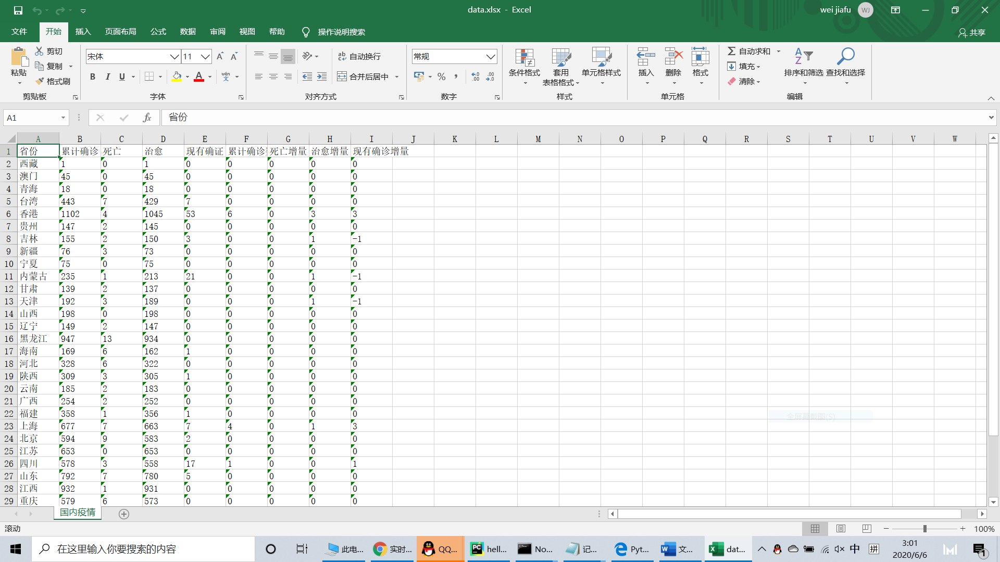 data.xlsx - Excel
wei jiafu WJ
文件 开始 插入 页面布局 公式 数据 审阅 视图 帮助 操作说明搜索 共享
粘贴 剪切 复制 格式刷 剪贴板
宋体 11 A A B I U A wén 文 字体
ab 自动换行 合并后居中 对齐方式
常规 % , 数字
条件格式 套用 表格格式 单元格样式 样式
插入 删除 格式 单元格
自动求和 填充 清除 排序和筛选 查找和选择 编辑
A1 fx 省份
A B C D E F G H I J K L M N O P Q R S T U V W
1 省份 累计确诊 死亡 治愈 现有确证 累计确诊 死亡增量 治愈增量 现有确诊增量
2 西藏 1 0 1 0 0 0 0 0
3 澳门 45 0 45 0 0 0 0 0
4 青海 18 0 18 0 0 0 0 0
5 台湾 443 7 429 7 0 0 0 0
6 香港 1102 4 1045 53 6 0 3 3
7 贵州 147 2 145 0 0 0 0 0
8 吉林 155 2 150 3 0 0 1 -1
9 新疆 76 3 73 0 0 0 0 0
10 宁夏 75 0 75 0 0 0 0 0
11 内蒙古 235 1 213 21 0 0 1 -1
12 甘肃 139 2 137 0 0 0 0 0
13 天津 192 3 189 0 0 0 1 -1
14 山西 198 0 198 0 0 0 0 0
15 辽宁 149 2 147 0 0 0 0 0
16 黑龙江 947 13 934 0 0 0 0 0
17 海南 169 6 162 1 0 0 0 0
18 河北 328 6 322 0 0 0 0 0
19 陕西 309 3 305 1 0 0 0 0
20 云南 185 2 183 0 0 0 0 0
21 广西 254 2 252 0 0 0 0 0
22 福建 358 1 356 1 0 0 0 0
23 上海 677 7 663 7 4 0 1 3
24 北京 594 9 583 2 0 0 0 0
25 江苏 653 0 653 0 0 0 0 0
26 四川 578 3 558 17 1 0 0 1
27 山东 792 7 780 5 0 0 0 0
28 江西 932 1 931 0 0 0 0 0
29 重庆 579 6 573 0 0 0 0 0
全屏幕截图(S)
国内疫情
滚动 100%
在这里输入你要搜索的内容 此电... 实时... QQ... hell... No... 记... Pyt... 文... dat... 中 拼 3:01
2020/6/6 1